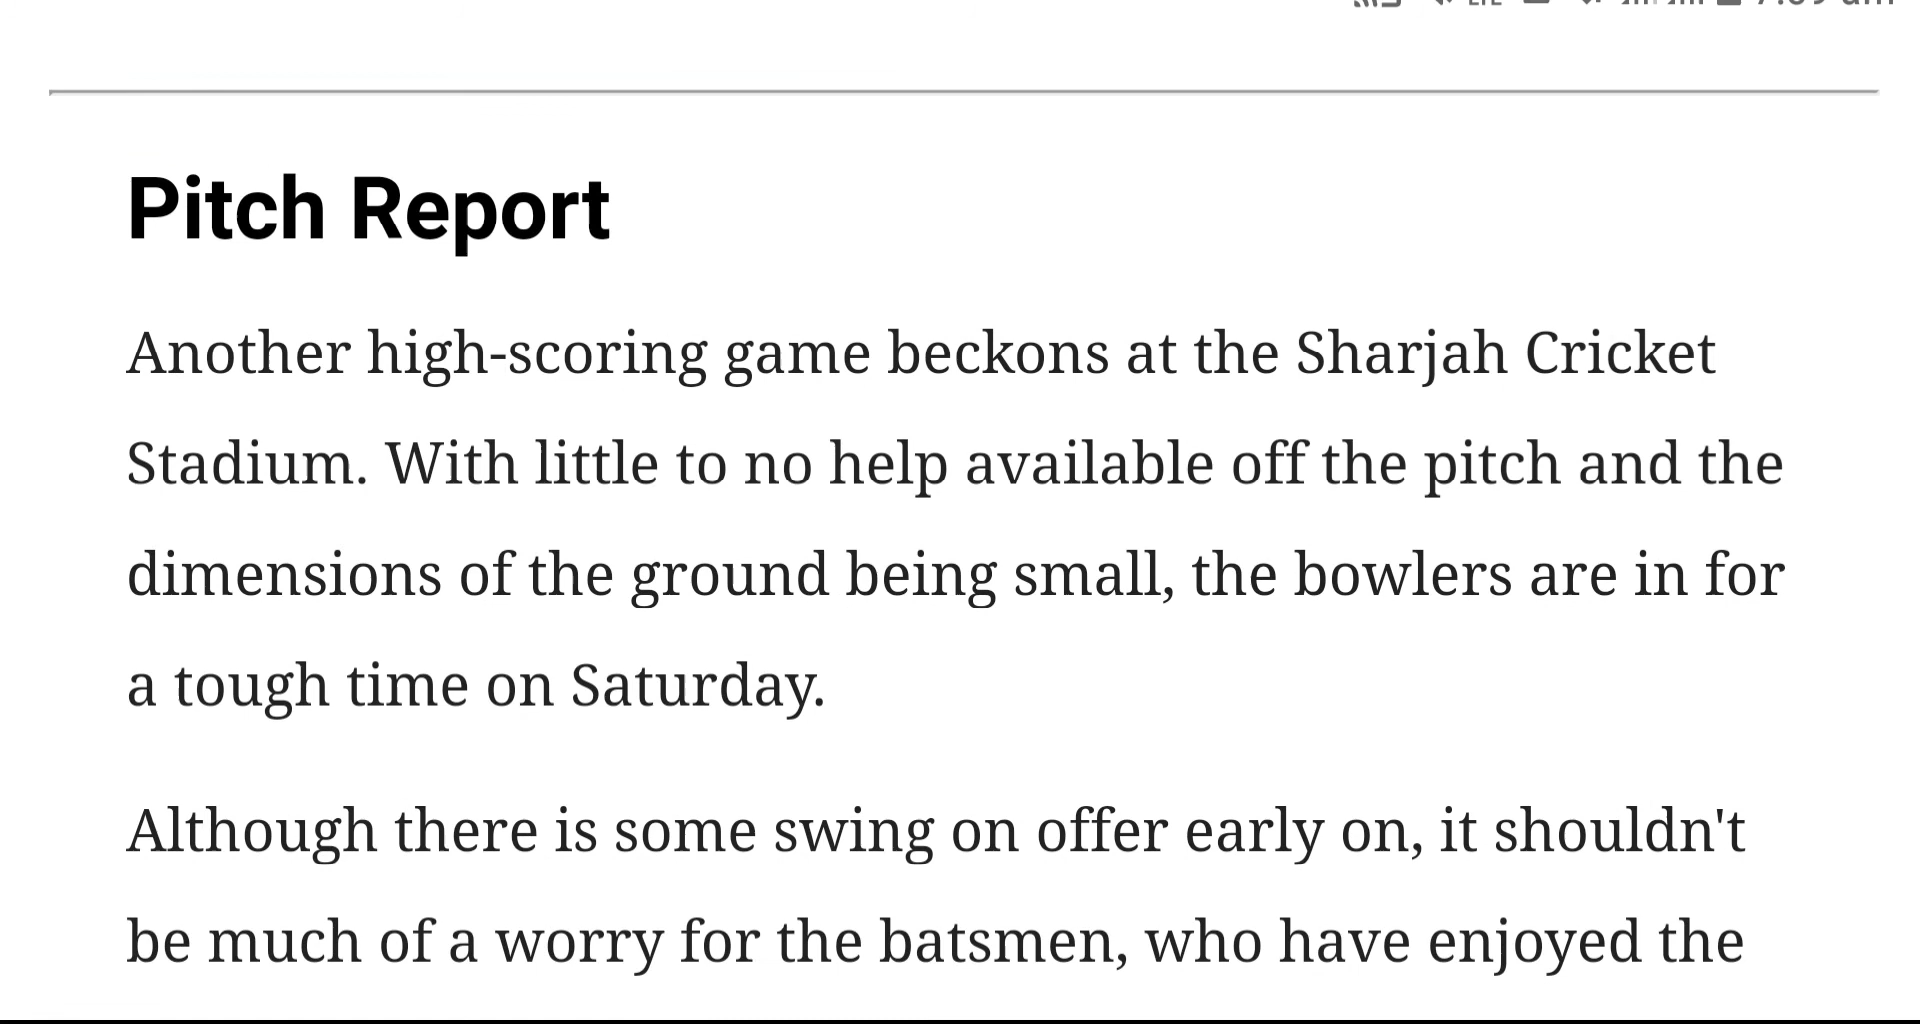 Pitch Report
Another high-scoring game beckons at the Sharjah Cricket
Stadium. With little to no help available off the pitch and the
dimensions of the ground being small, the bowlers are in for
a tough time on Saturday.
Although there is some swing on offer early on, it shouldn't
be much of a worry for the batsmen, who have enjoyed the